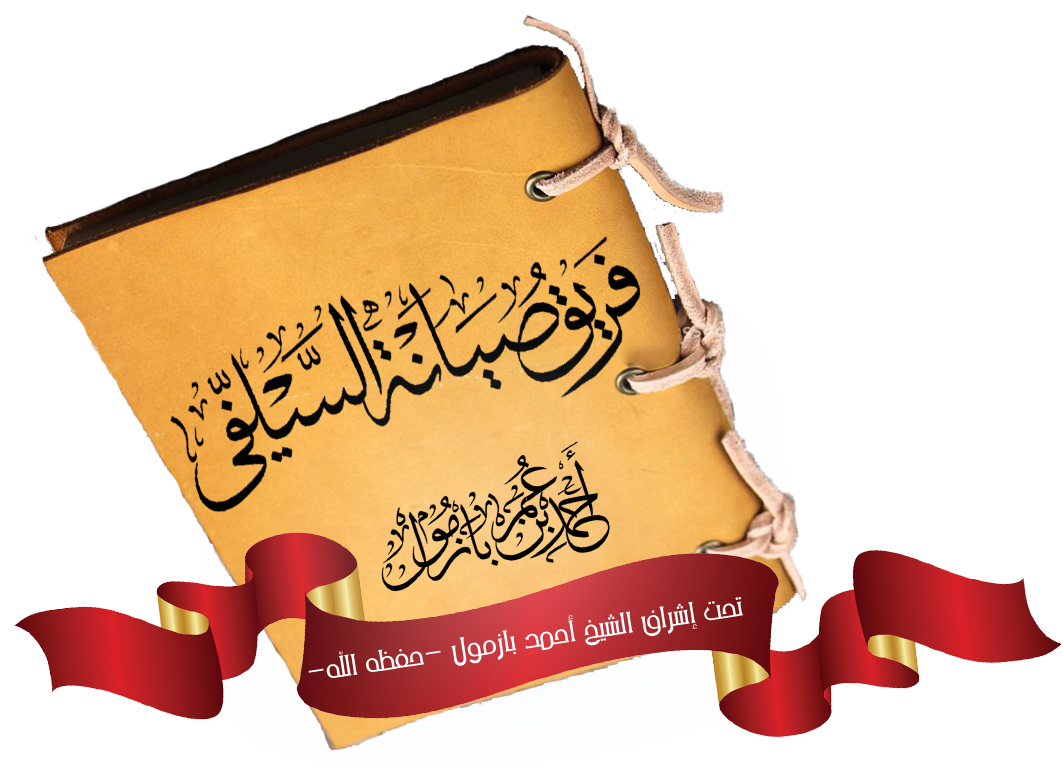 فريق صيانة السلفي
أحمد بن عمر بازمول
تحت إشراف الشيخ أحمد بازمول -حفظه الله-